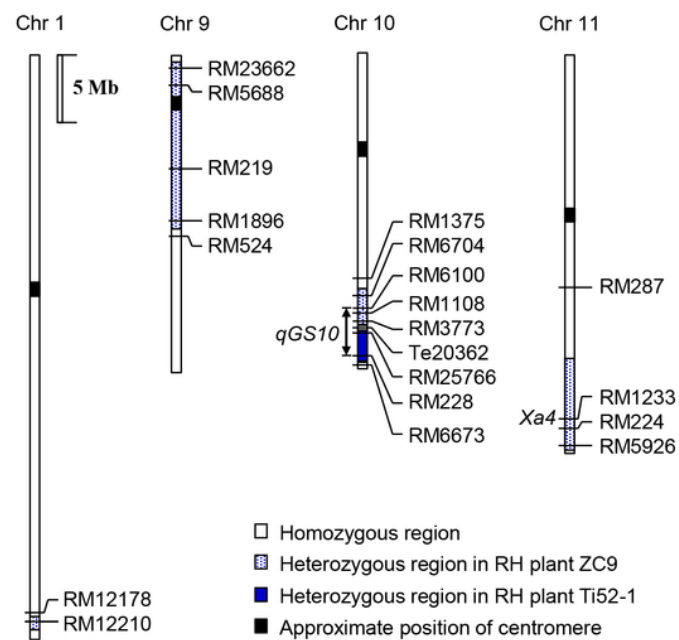 Chr 1
Chr 9
Chr 10
Chr 11
5 Mb
RM23662
RM5688
RM219
RM1896
RM524
RM1375
RM6704
RM6100
RM1108
RM3773
Te20362
RM25766
RM228
RM6673
qGS10
RM287
RM1233
RM224
RM5926
Xa4
RM12178
RM12210
Homozygous region
Heterozygous region in RH plant ZC9
Heterozygous region in RH plant Ti52-1
Approximate position of centromere